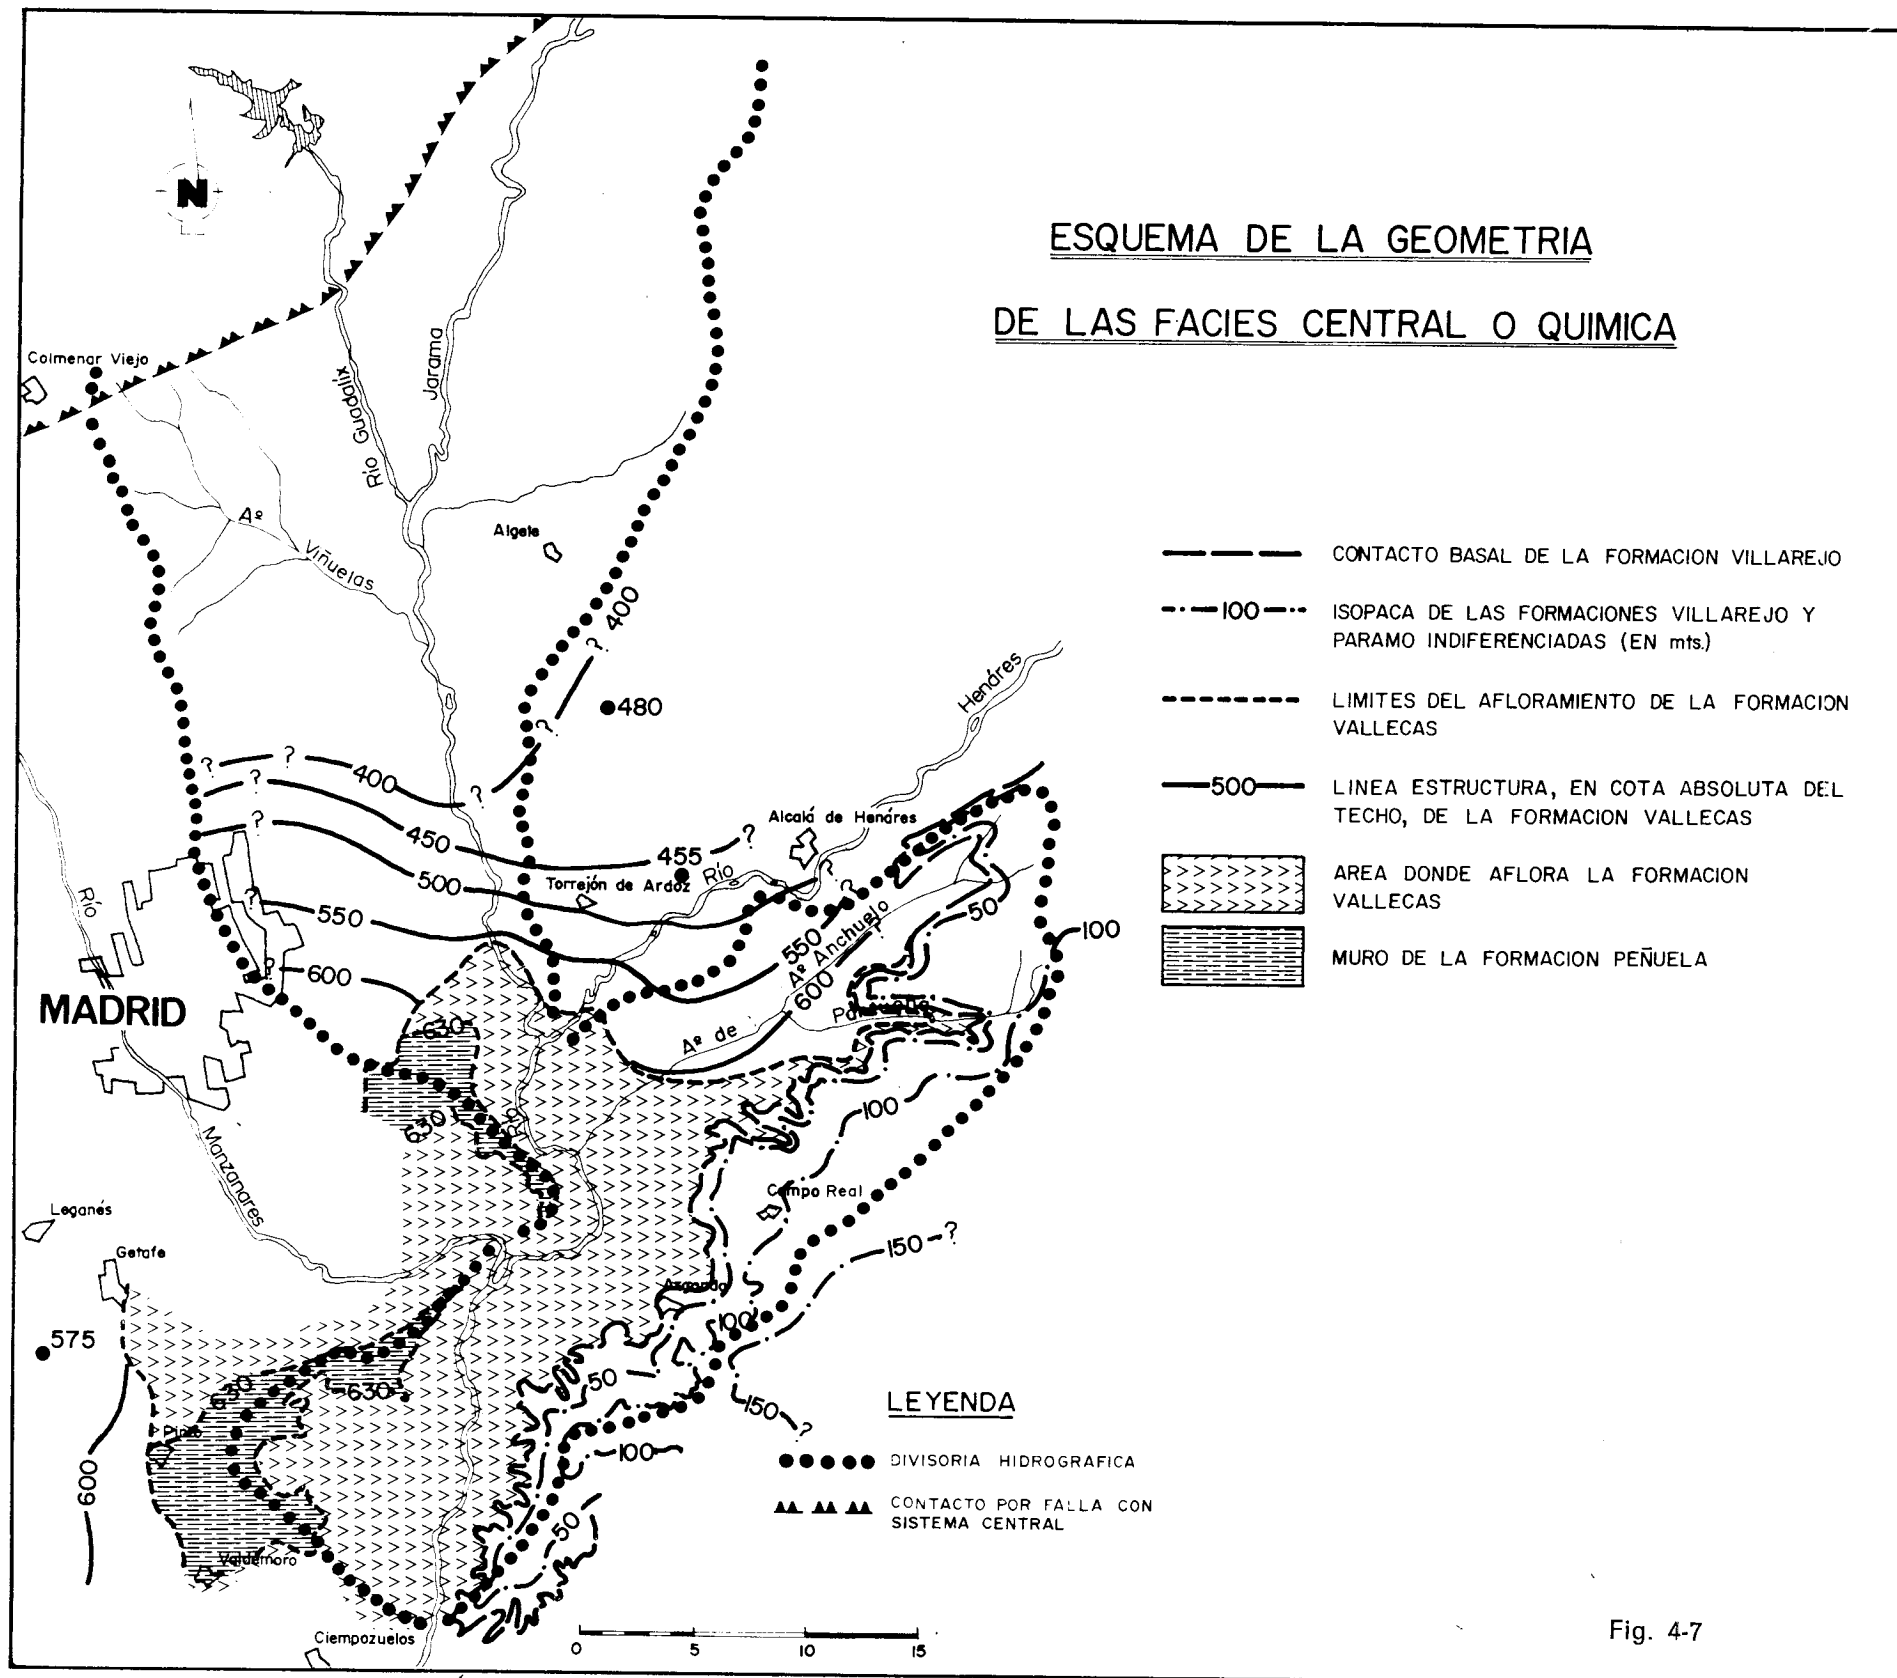 ESQUEMA DE LA GEOMETRIA
DE LAS FACIES CENTRAL O QUIMICA
N
Colmenar Viejo
Río Guadalix
Jarama
Aº
Viñuelas
Algete
400
?
480
?
Henáres
?
?
400
?
?
450
455
?
Alcalá de Henáres
?
500
Torrejón de Ardoz
Río
?
?
?
550
550
Aº Anchuelo
?
50
100
?
600
600
Río
MADRID
630
Aº de
630
100
Río
Manzanares
Campo Real
Leganés
Getafe
150
?
Arganda
100
575
630
630
50
150
?
Pinto
100
600
50
Valdemoro
Ciempozuelos
CONTACTO BASAL DE LA FORMACION VILLAREJO
100
ISOPACA DE LAS FORMACIONES VILLAREJO Y
PARAMO INDIFERENCIADAS (EN mts.)
LIMITES DEL AFLORAMIENTO DE LA FORMACION
VALLECAS
500
LINEA ESTRUCTURA, EN COTA ABSOLUTA DEL
TECHO, DE LA FORMACION VALLECAS
AREA DONDE AFLORA LA FORMACION
VALLECAS
MURO DE LA FORMACION PEÑUELA
LEYENDA
DIVISORIA HIDROGRAFICA
CONTACTO POR FALLA CON
SISTEMA CENTRAL
0 5 10 15
Fig. 4-7